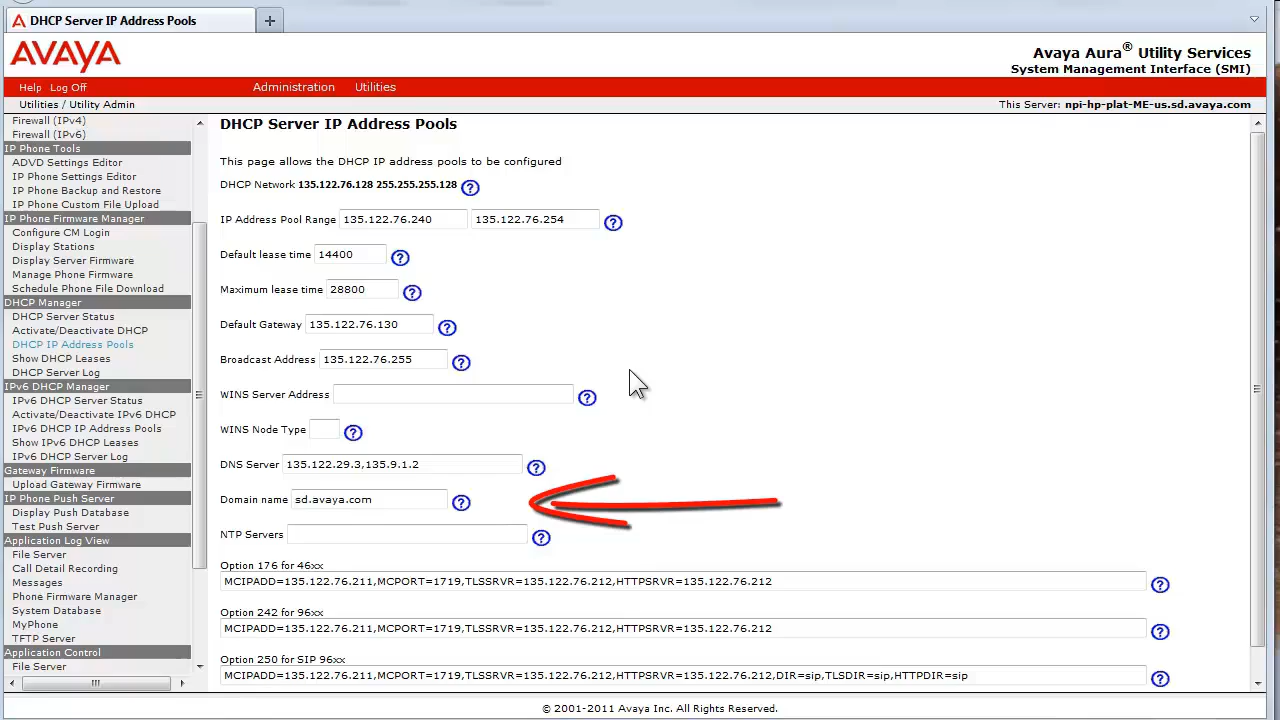 DHCP Server IP Address Pools
AVAYA
Avaya Aura® Utility Services
System Management Interface (SMI)
Help Log Off Administration Utilities
Utilities / Utility Admin
This Server: npi-hp-plat-ME-us.sd.avaya.com
Firewall (IPv4)
Firewall (IPv6)
IP Phone Tools
ADVD Settings Editor
IP Phone Settings Editor
IP Phone Backup and Restore
IP Phone Custom File Upload
IP Phone Firmware Manager
Configure CM Login
Display Stations
Display Server Firmware
Manage Phone Firmware
Schedule Phone File Download
DHCP Manager
DHCP Server Status
Activate/Deactivate DHCP
DHCP IP Address Pools
Show DHCP Leases
DHCP Server Log
IPv6 DHCP Manager
IPv6 DHCP Server Status
Activate/Deactivate IPv6 DHCP
IPv6 DHCP IP Address Pools
Show IPv6 DHCP Leases
IPv6 DHCP Server Log
Gateway Firmware
Upload Gateway Firmware
IP Phone Push Server
Display Push Database
Test Push Server
Application Log View
File Server
Call Detail Recording
Messages
Phone Firmware Manager
System Database
MyPhone
TFTP Server
Application Control
File Server
DHCP Server IP Address Pools
This page allows the DHCP IP address pools to be configured
DHCP Network 135.122.76.128 255.255.255.128 ?
IP Address Pool Range 135.122.76.240 135.122.76.254 ?
Default lease time 14400 ?
Maximum lease time 28800 ?
Default Gateway 135.122.76.130 ?
Broadcast Address 135.122.76.255 ?
WINS Server Address ?
WINS Node Type ?
DNS Server 135.122.29.3,135.9.1.2 ?
Domain name sd.avaya.com ?
NTP Servers ?
Option 176 for 46xx
MCIPADD=135.122.76.211,MCPORT=1719,TLSSRVR=135.122.76.212,HTTPSRVR=135.122.76.212 ?
Option 242 for 96xx
MCIPADD=135.122.76.211,MCPORT=1719,TLSSRVR=135.122.76.212,HTTPSRVR=135.122.76.212 ?
Option 250 for SIP 96xx
MCIPADD=135.122.76.211,MCPORT=1719,TLSSRVR=135.122.76.212,HTTPSRVR=135.122.76.212,DIR=sip,TLSDIR=sip,HTTPDIR=sip ?
© 2001-2011 Avaya Inc. All Rights Reserved.